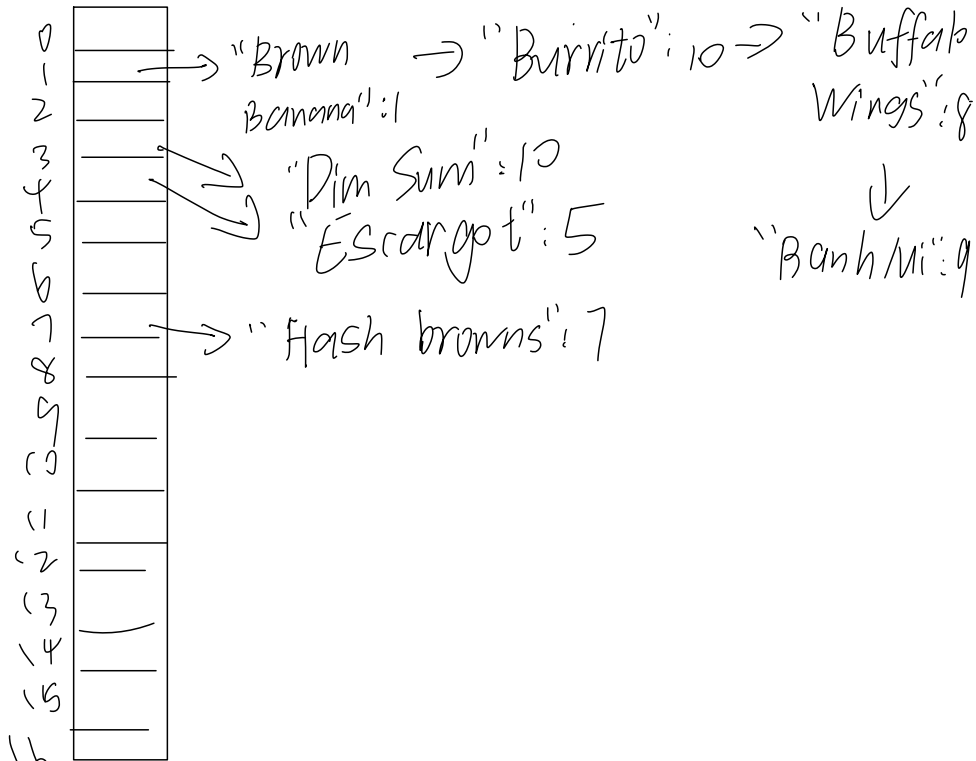 0
1
2
3
4
5
6
7
8
9
10
11
12
13
14
15
16
"Brown → "Burrito": 10 → "Buffalo
Banana": 1
Wings": 8
"Dim Sum": 10
"Escargot": 5
"Banh Mi": 9
"Hash browns": 7